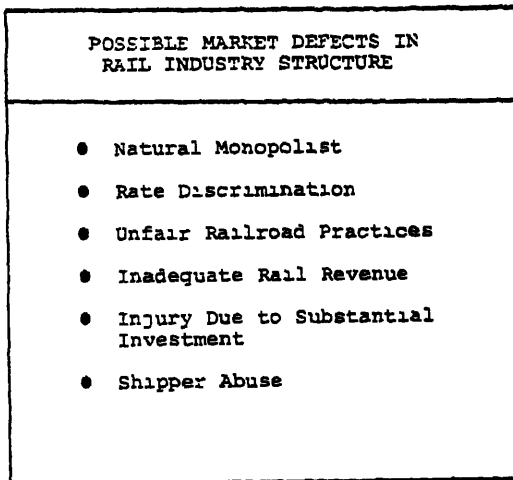 POSSIBLE MARKET DEFECTS IN
RAIL INDUSTRY STRUCTURE
● Natural Monopolist
● Rate Discrimination
● Unfair Railroad Practices
● Inadequate Rail Revenue
● Injury Due to Substantial
Investment
● Shipper Abuse